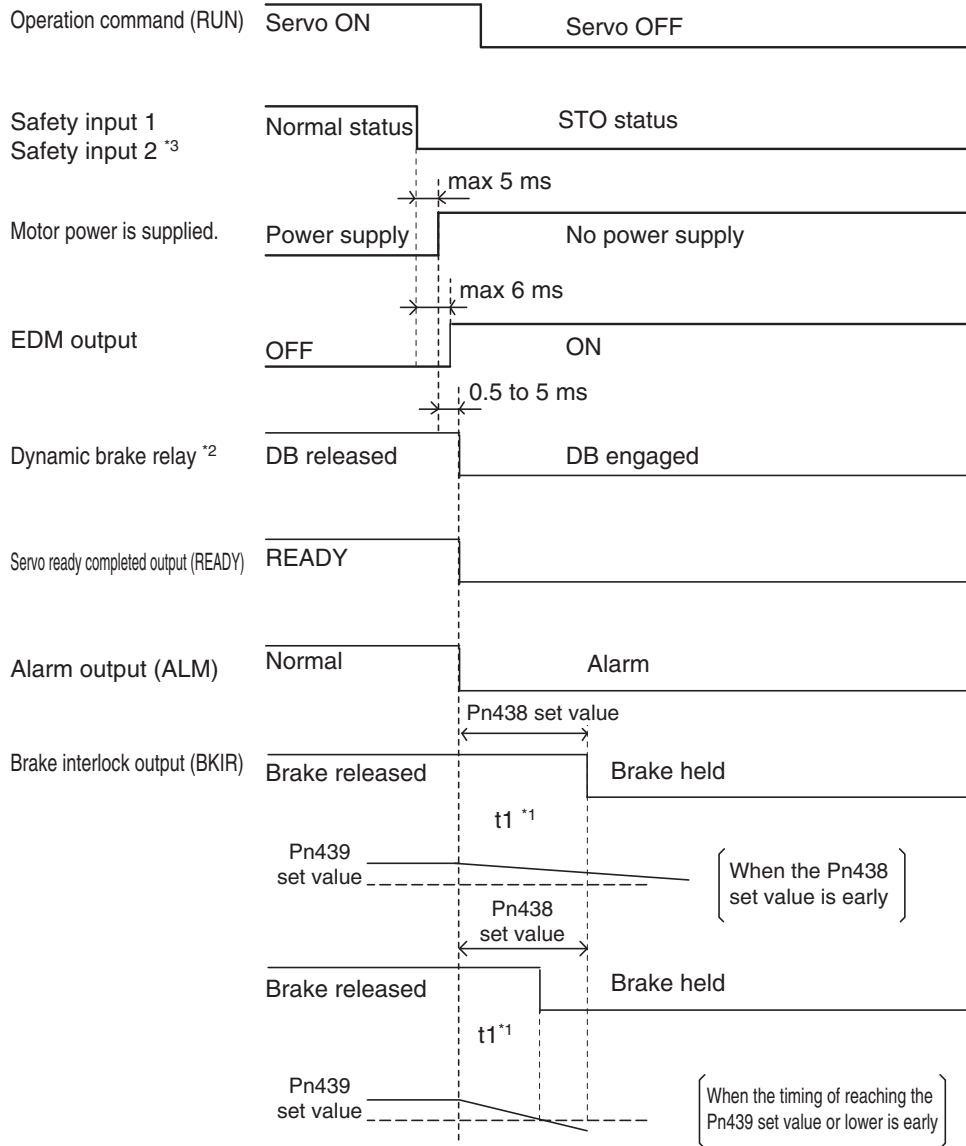 Operation command (RUN)
Servo ON
Servo OFF
Safety input 1
Safety input 2 *3
Normal status
STO status
max 5 ms
Motor power is supplied.
Power supply
No power supply
max 6 ms
EDM output
OFF
ON
0.5 to 5 ms
Dynamic brake relay *2
DB released
DB engaged
Servo ready completed output (READY)
READY
Alarm output (ALM)
Normal
Alarm
Pn438 set value
Brake interlock output (BKIR)
Brake released
Brake held
t1 *1
Pn439
set value
When the Pn438
set value is early
Pn438
set value
Brake released
Brake held
t1*1
Pn439
set value
When the timing of reaching the
Pn439 set value or lower is early